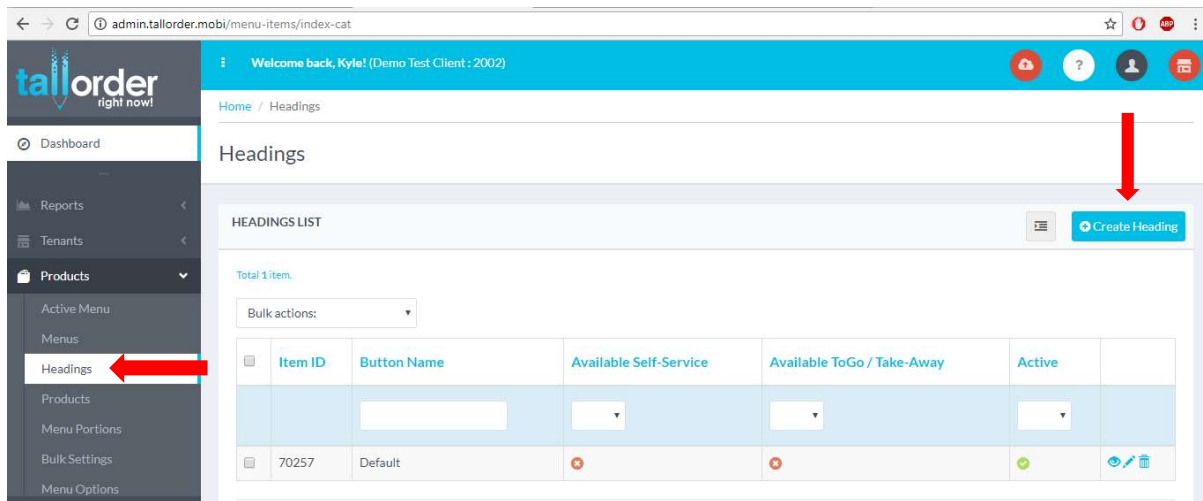 admin.tallorder.mobi/menu-items/index-cat
ABP
tallorder
right now!
Welcome back, Kyle! (Demo Test Client : 2002)
?
Home / Headings
Dashboard
Headings
Reports
Tenants
Products
Active Menu
Menus
Headings
Products
Menu Portions
Bulk Settings
Menu Options
HEADINGS LIST
Create Heading
Total 1 item.
Bulk actions:
Item ID Button Name Available Self-Service Available ToGo / Take-Away Active
70257 Default